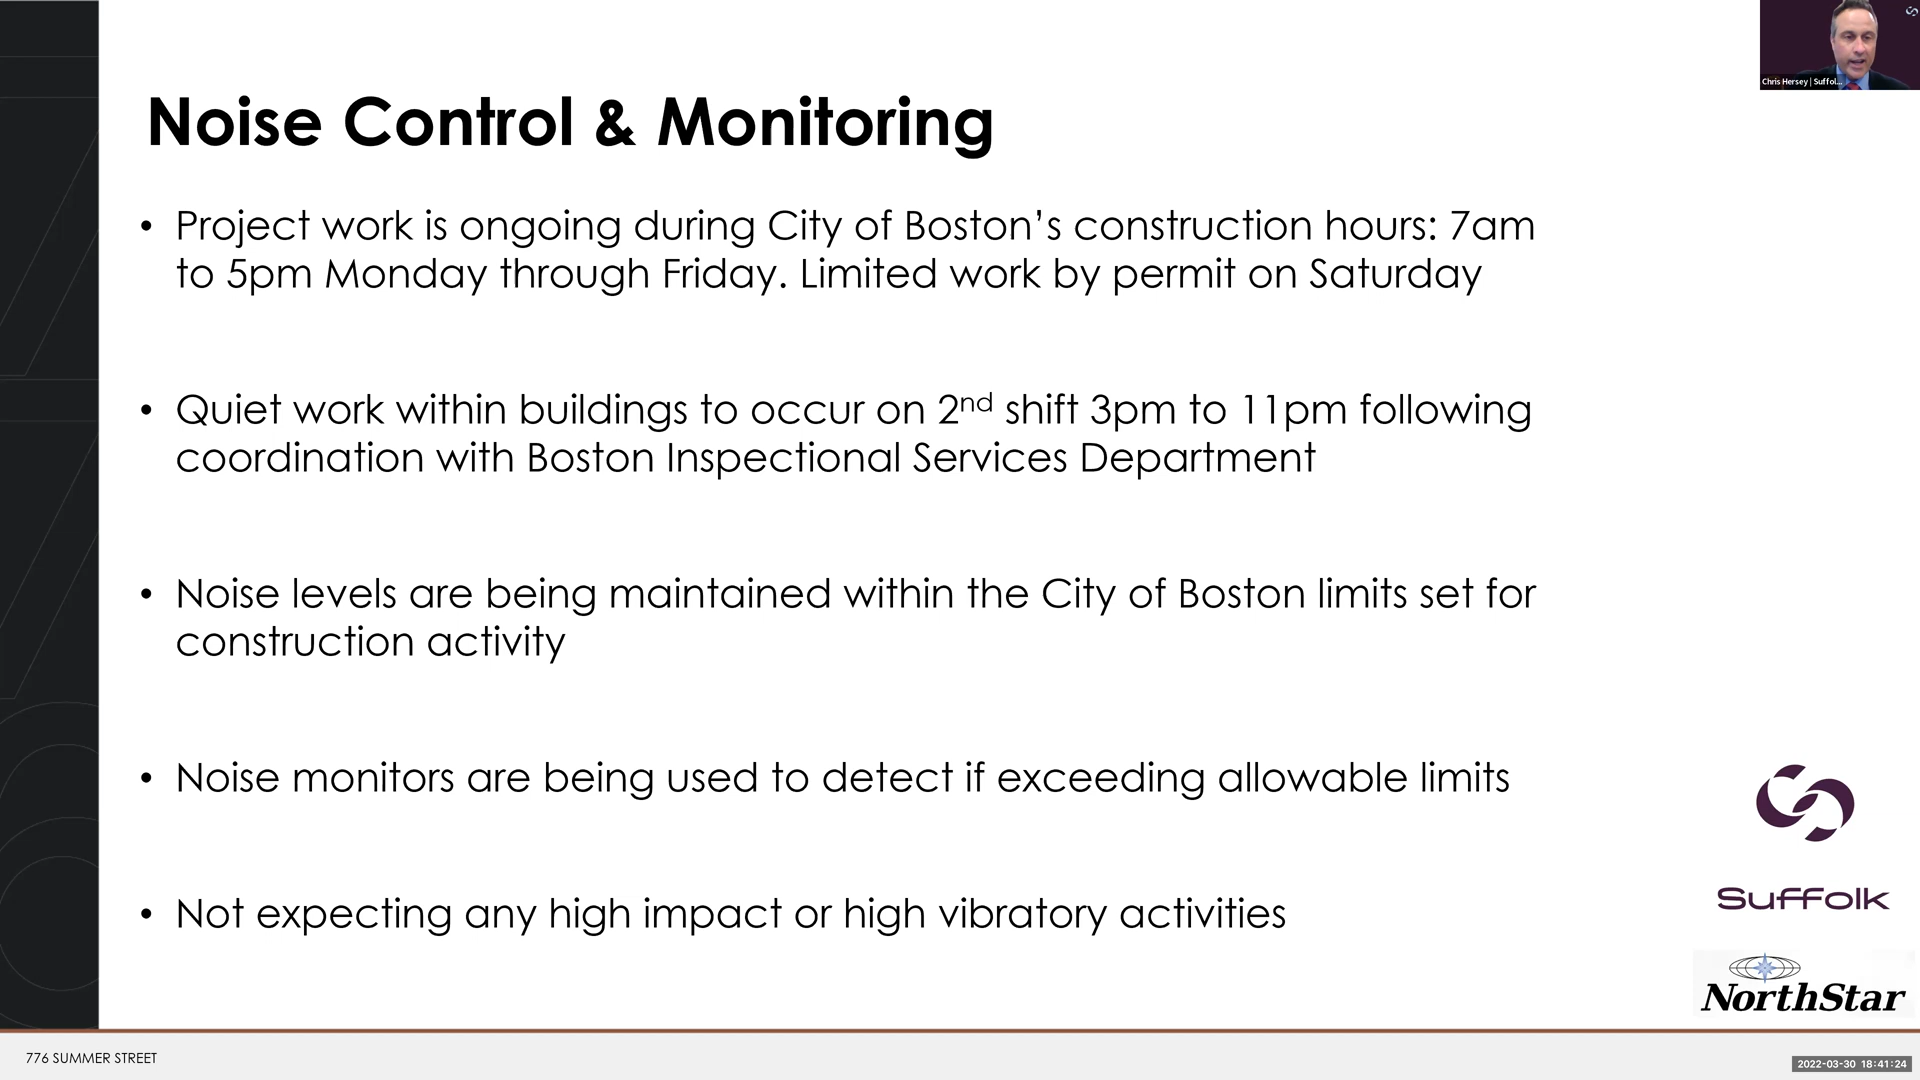 Chris Hersey | Suffol...
Noise Control & Monitoring
• Project work is ongoing during City of Boston’s construction hours: 7am
to 5pm Monday through Friday. Limited work by permit on Saturday
• Quiet work within buildings to occur on 2nd shift 3pm to 11pm following
coordination with Boston Inspectional Services Department
• Noise levels are being maintained within the City of Boston limits set for
construction activity
• Noise monitors are being used to detect if exceeding allowable limits
• Not expecting any high impact or high vibratory activities
Suffolk
NorthStar
776 SUMMER STREET
2022-03-30 18:41:24